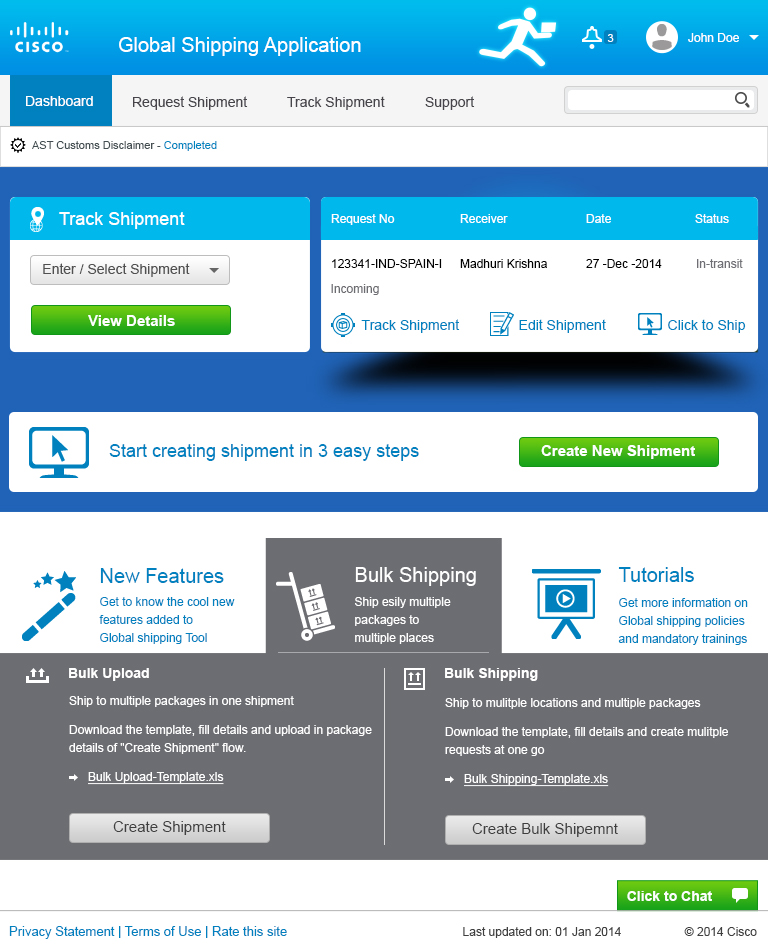 cisco
Global Shipping Application
3
John Doe
Dashboard
Request Shipment
Track Shipment
Support
AST Customs Disclaimer - Completed
Track Shipment
Enter / Select Shipment
View Details
Request No
Receiver
Date
Status
123341-IND-SPAIN-I
Madhuri Krishna
27 -Dec -2014
In-transit
Incoming
Track Shipment
Edit Shipment
Click to Ship
Start creating shipment in 3 easy steps
Create New Shipment
New Features
Get to know the cool new
features added to
Global shipping Tool
Bulk Shipping
Ship esily multiple
packages to
multiple places
Tutorials
Get more information on
Global shipping policies
and mandatory trainings
Bulk Upload
Ship to multiple packages in one shipment
Download the template, fill details and upload in package
details of "Create Shipment" flow.
Bulk Upload-Template.xls
Create Shipment
Bulk Shipping
Ship to mulitple locations and multiple packages
Download the template, fill details and create mulitple
requests at one go
Bulk Shipping-Template.xls
Create Bulk Shipemnt
Click to Chat
Privacy Statement | Terms of Use | Rate this site
Last updated on: 01 Jan 2014
© 2014 Cisco